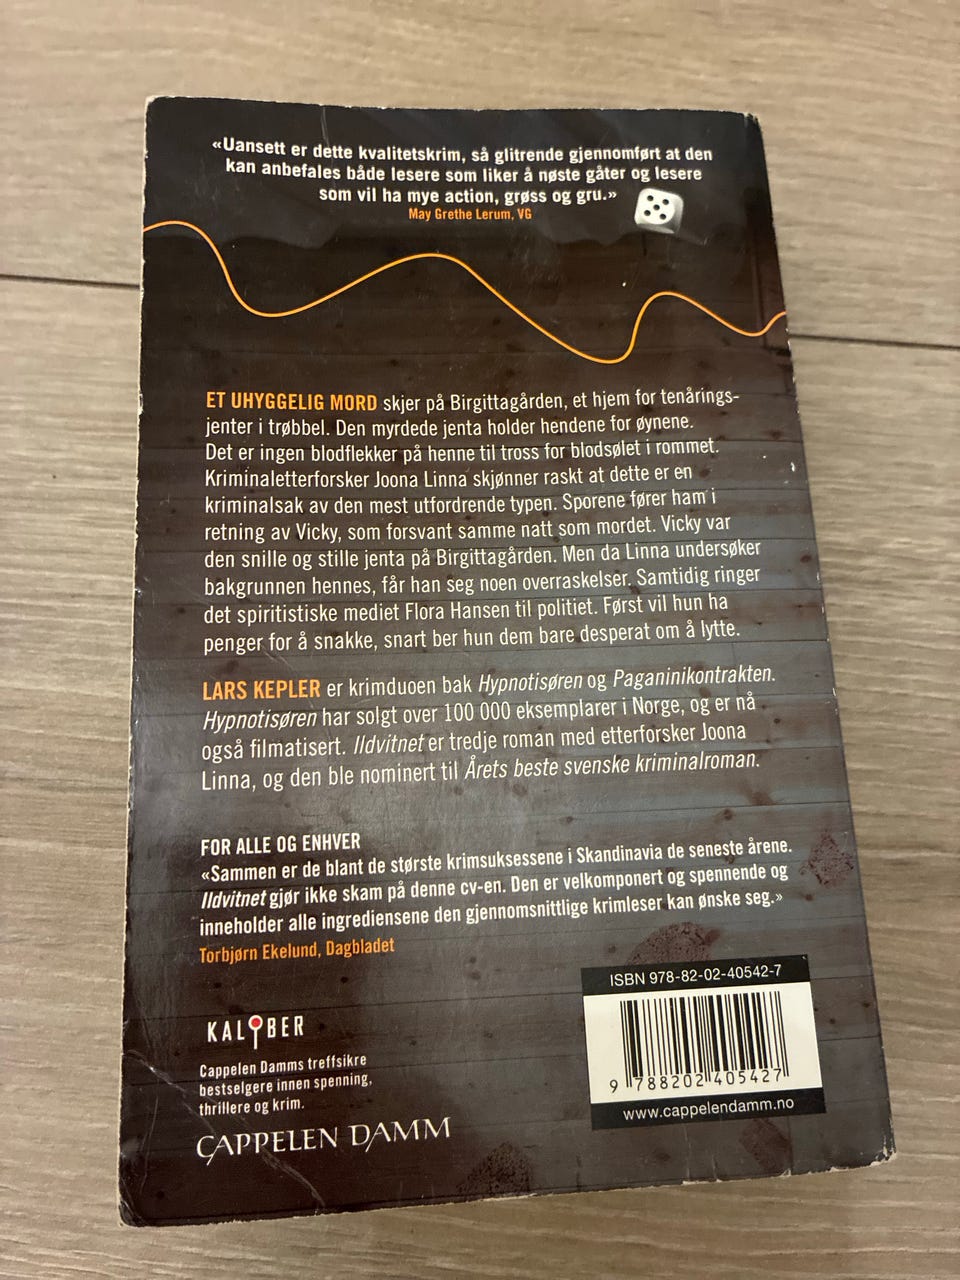 «Uansett er dette kvalitetskrim, så glitrende gjennomført at den
kan anbefales både lesere som liker å nøste gåter og lesere
som vil ha mye action, grøss og gru.»
May Grethe Lerum, VG
ET UHYGGELIG MORD skjer på Birgittagården, et hjem for tenårings-
jenter i trøbbel. Den myrdede jenta holder hendene for øynene.
Det er ingen blodflekker på henne til tross for blodsølet i rommet.
Kriminaletterforsker Joona Linna skjønner raskt at dette er en
kriminalsak av den mest utfordrende typen. Sporene fører ham i
retning av Vicky, som forsvant samme natt som mordet. Vicky var
den snille og stille jenta på Birgittagården. Men da Linna undersøker
bakgrunnen hennes, får han seg noen overraskelser. Samtidig ringer
det spiritistiske mediet Flora Hansen til politiet. Først vil hun ha
penger for å snakke, snart ber hun dem bare desperat om å lytte.
LARS KEPLER er krimduoen bak Hypnotisøren og Paganinikontrakten.
Hypnotisøren har solgt over 100 000 eksemplarer i Norge, og er nå
også filmatisert. Ildvitnet er tredje roman med etterforsker Joona
Linna, og den ble nominert til Årets beste svenske kriminalroman.
FOR ALLE OG ENHVER
«Sammen er de blant de største krimsuksessene i Skandinavia de seneste årene.
Ildvitnet gjør ikke skam på denne cv-en. Den er velkomponert og spennende og
inneholder alle ingrediensene den gjennomsnittlige krimleser kan ønske seg.»
Torbjørn Ekelund, Dagbladet
KALIBER
Cappelen Damms treffsikre
bestselgere innen spenning,
thrillere og krim.
CAPPELEN DAMM
ISBN 978-82-02-40542-7
9 788202 405427
www.cappelendamm.no